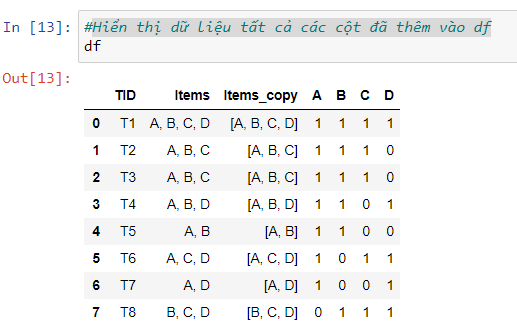 In [13]: #Hiển thị dữ liệu tất cả các cột đã thêm vào df
df
Out[13]:
TID Items Items_copy A B C D
0 T1 A, B, C, D [A, B, C, D] 1 1 1 1
1 T2 A, B, C [A, B, C] 1 1 1 0
2 T3 A, B, C [A, B, C] 1 1 1 0
3 T4 A, B, D [A, B, D] 1 1 0 1
4 T5 A, B [A, B] 1 1 0 0
5 T6 A, C, D [A, C, D] 1 0 1 1
6 T7 A, D [A, D] 1 0 0 1
7 T8 B, C, D [B, C, D] 0 1 1 1